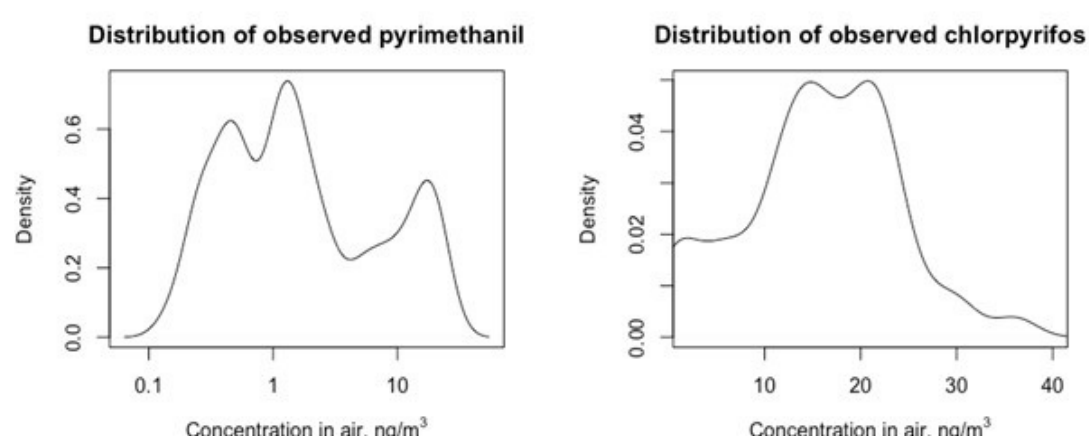 Distribution of observed pyrimethanil
Density
0.0
0.2
0.4
0.6
0.1
1
10
Concentration in air, ng/m³
Distribution of observed chlorpyrifos
Density
0.00
0.02
0.04
10
20
30
40
Concentration in air, ng/m³